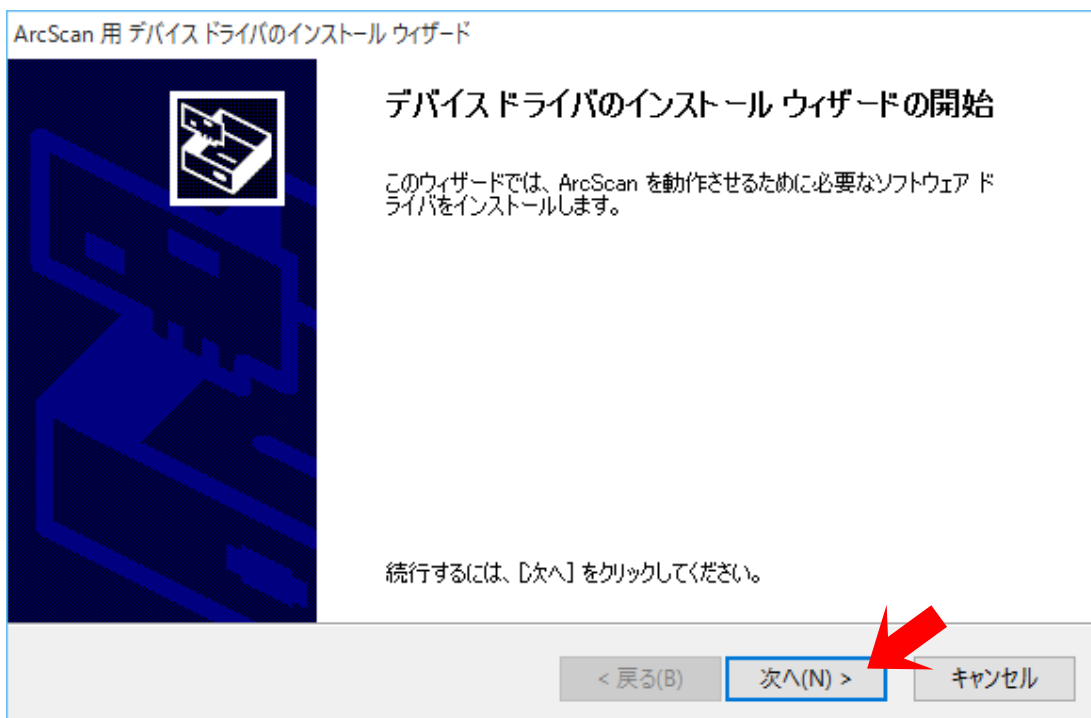 ArcScan 用 デバイス ドライバのインストール ウィザード
デバイス ドライバのインストール ウィザードの開始
このウィザードでは、ArcScan を動作させるために必要なソフトウェア ド
ライバをインストールします。
続行するには、[次へ] をクリックしてください。
< 戻る(B)
次へ(N) >
キャンセル